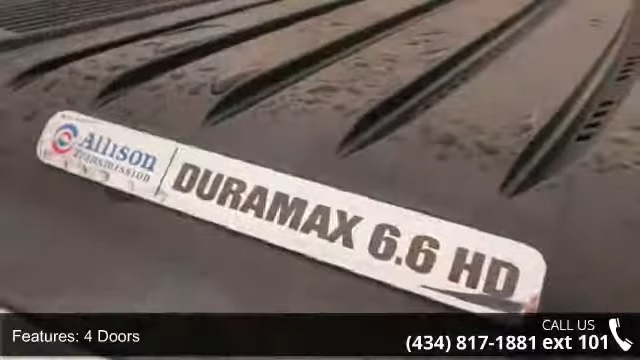 Allison
TRANSMISSION
DURAMAX 6.6 HD
Features: 4 Doors
CALL US
(434) 817-1881 ext 101